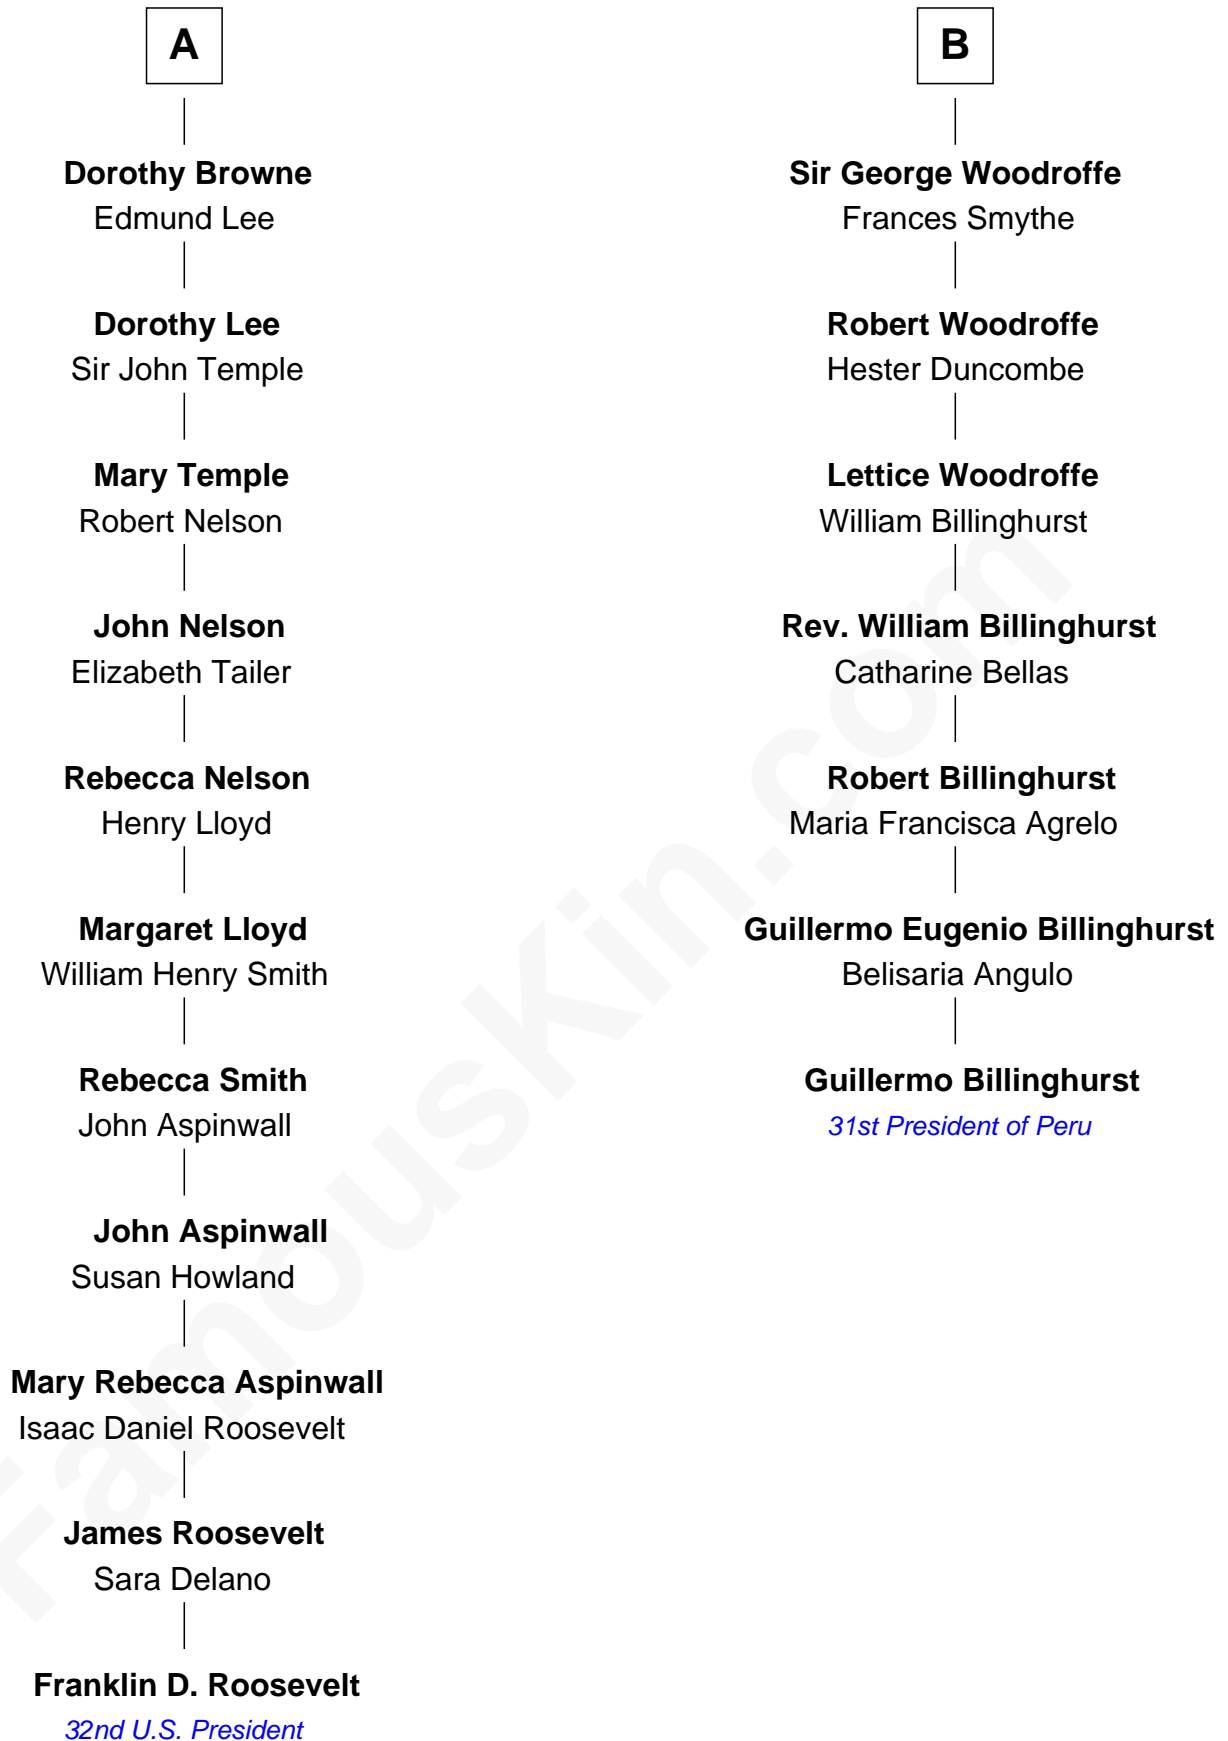 A
Dorothy Browne
Edmund Lee
Dorothy Lee
Sir John Temple
Mary Temple
Robert Nelson
John Nelson
Elizabeth Tailer
Rebecca Nelson
Henry Lloyd
Margaret Lloyd
William Henry Smith
Rebecca Smith
John Aspinwall
John Aspinwall
Susan Howland
Mary Rebecca Aspinwall
Isaac Daniel Roosevelt
James Roosevelt
Sara Delano
Franklin D. Roosevelt
32nd U.S. President
B
Sir George Woodroffe
Frances Smythe
Robert Woodroffe
Hester Duncombe
Lettice Woodroffe
William Billinghurst
Rev. William Billinghurst
Catharine Bellas
Robert Billinghurst
Maria Francisca Agrelo
Guillermo Eugenio Billinghurst
Belisaria Angulo
Guillermo Billinghurst
31st President of Peru
FamousKin.com